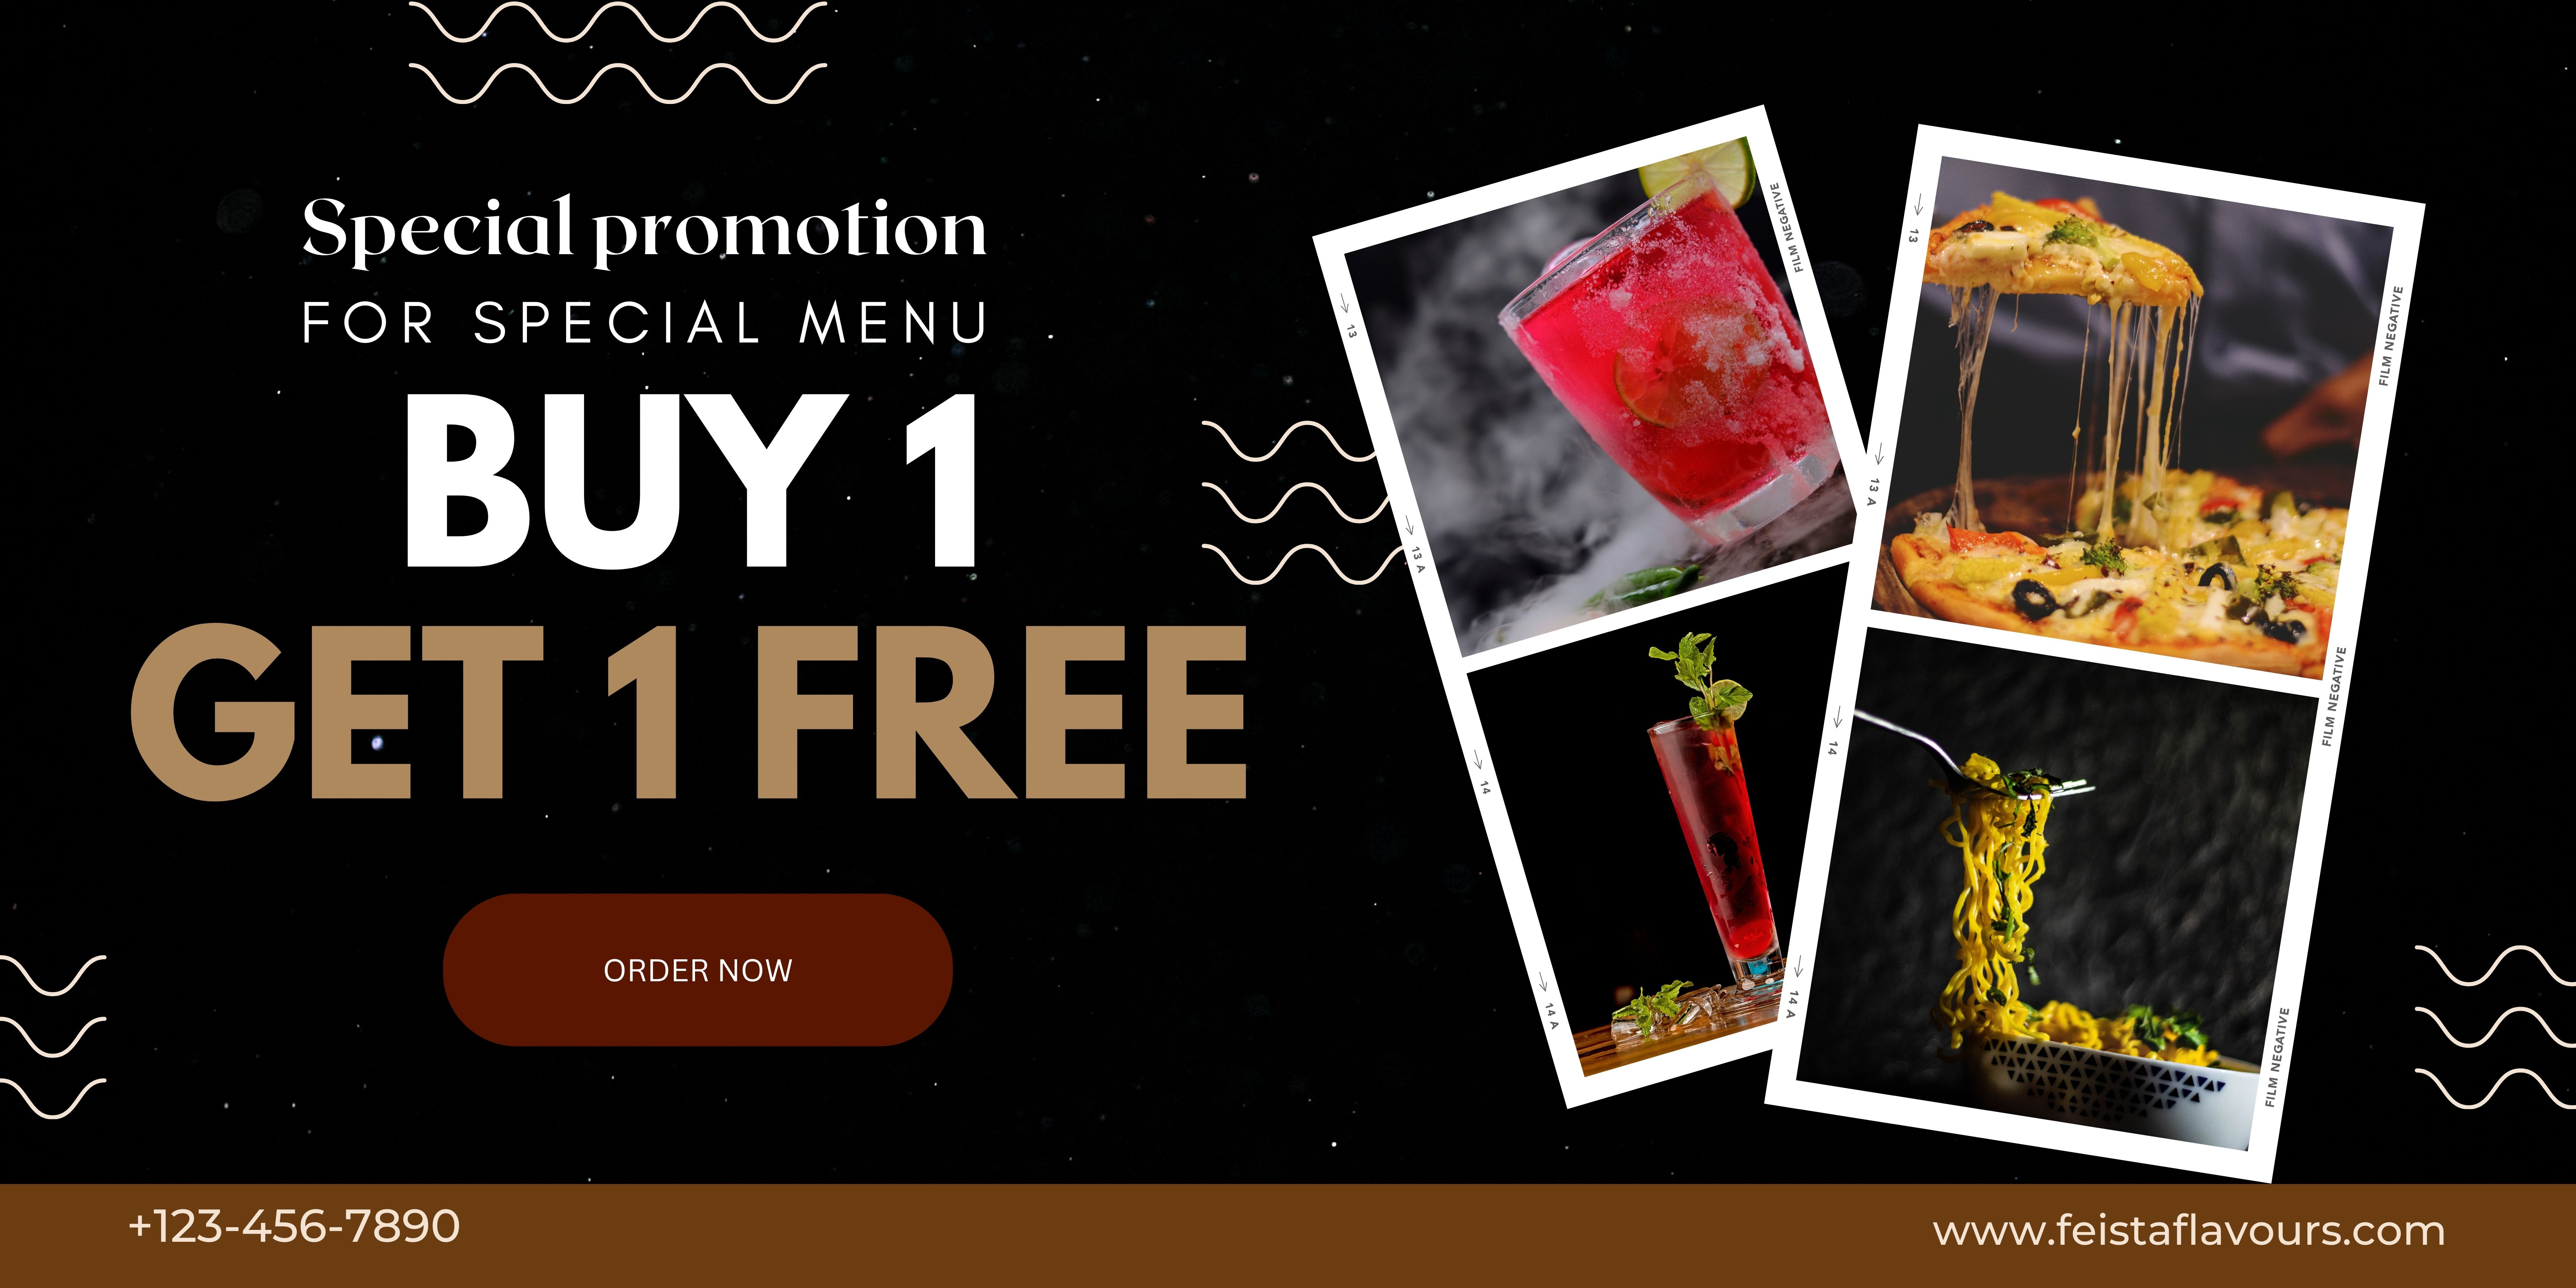 Special promotion
FOR SPECIAL MENU
BUY 1
GET 1 FREE
ORDER NOW
FILM NEGATIVE
13
13 A
14
14 A
13
FILM NEGATIVE
13 A
FILM NEGATIVE
14
14 A
FILM NEGATIVE
+123-456-7890
www.feistaflavours.com